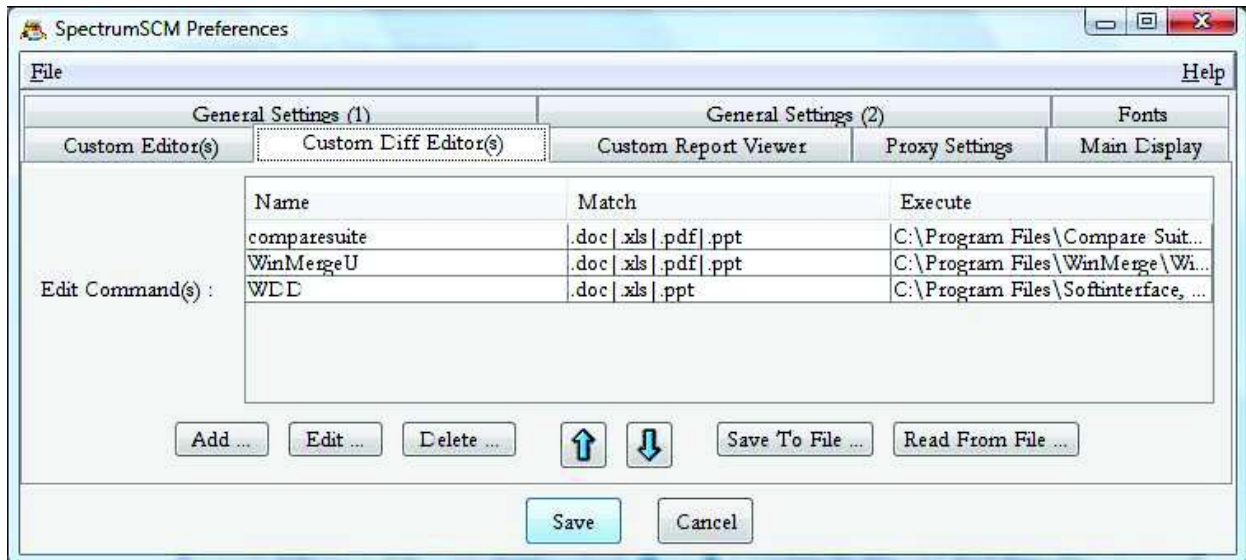 SpectrumSCM Preferences
File Help
General Settings (1) General Settings (2) Fonts
Custom Editor(s) Custom Diff Editor(s) Custom Report Viewer Proxy Settings Main Display
Name Match Execute
comparesuite .doc|.xls|.pdf|.ppt C:\Program Files\Compare Suit...
WinMergeU .doc|.xls|.pdf|.ppt C:\Program Files\WinMerge\Wi...
Edit Command(s) : WDD .doc|.xls|.ppt C:\Program Files\Softinterface, ...
Add ... Edit ... Delete ... Save To File ... Read From File ...
Save Cancel